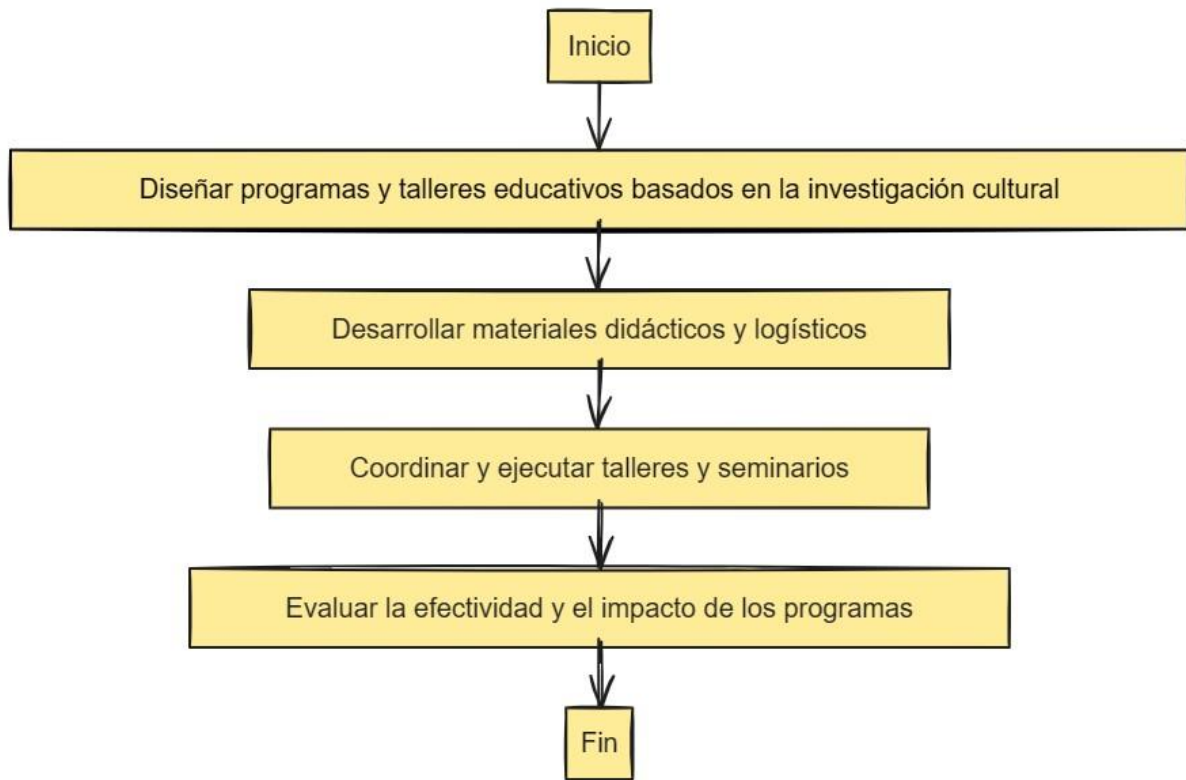 Inicio
Diseñar programas y talleres educativos basados en la investigación cultural
Desarrollar materiales didácticos y logísticos
Coordinar y ejecutar talleres y seminarios
Evaluar la efectividad y el impacto de los programas
Fin